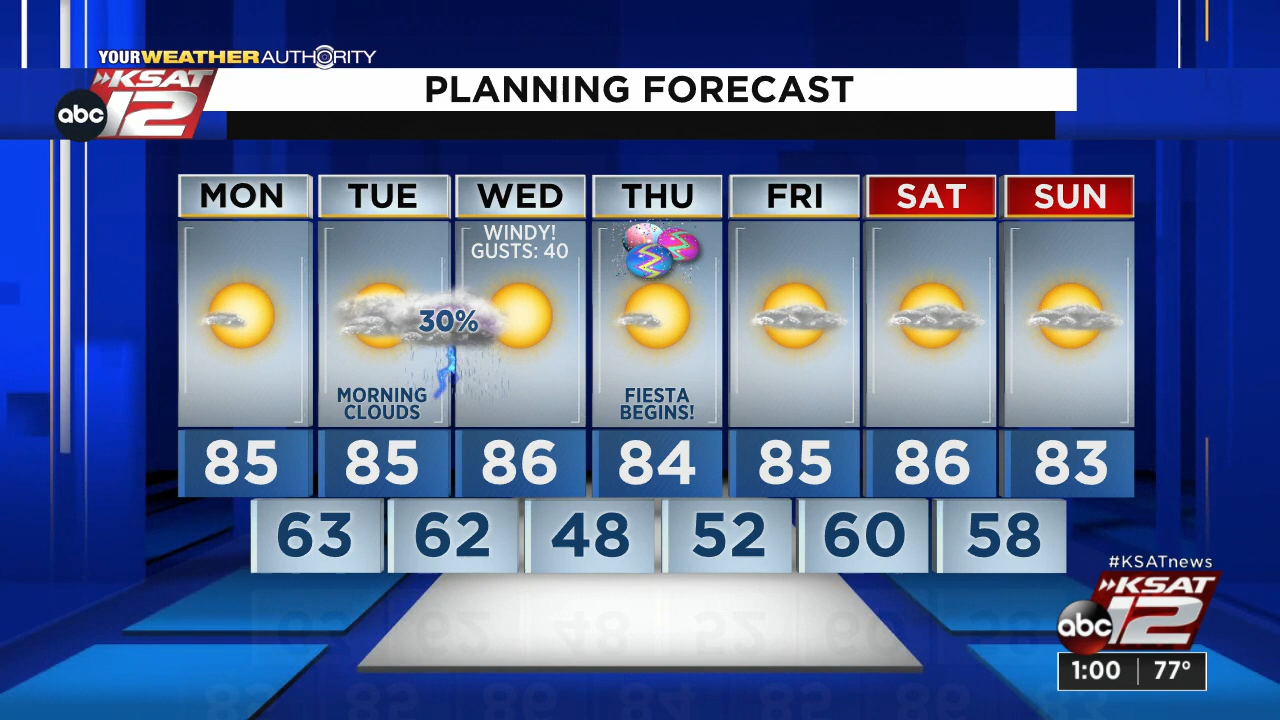 YOURWEATHERAUTHORITY
KSAT
abc 12
PLANNING FORECAST
MON TUE WED THU FRI SAT SUN
WINDY!
GUSTS: 40
30%
MORNING
CLOUDS
FIESTA
BEGINS!
85 85 86 84 85 86 83
63 62 48 52 60 58
#KSATnews
KSAT
abc 12
1:00 77°